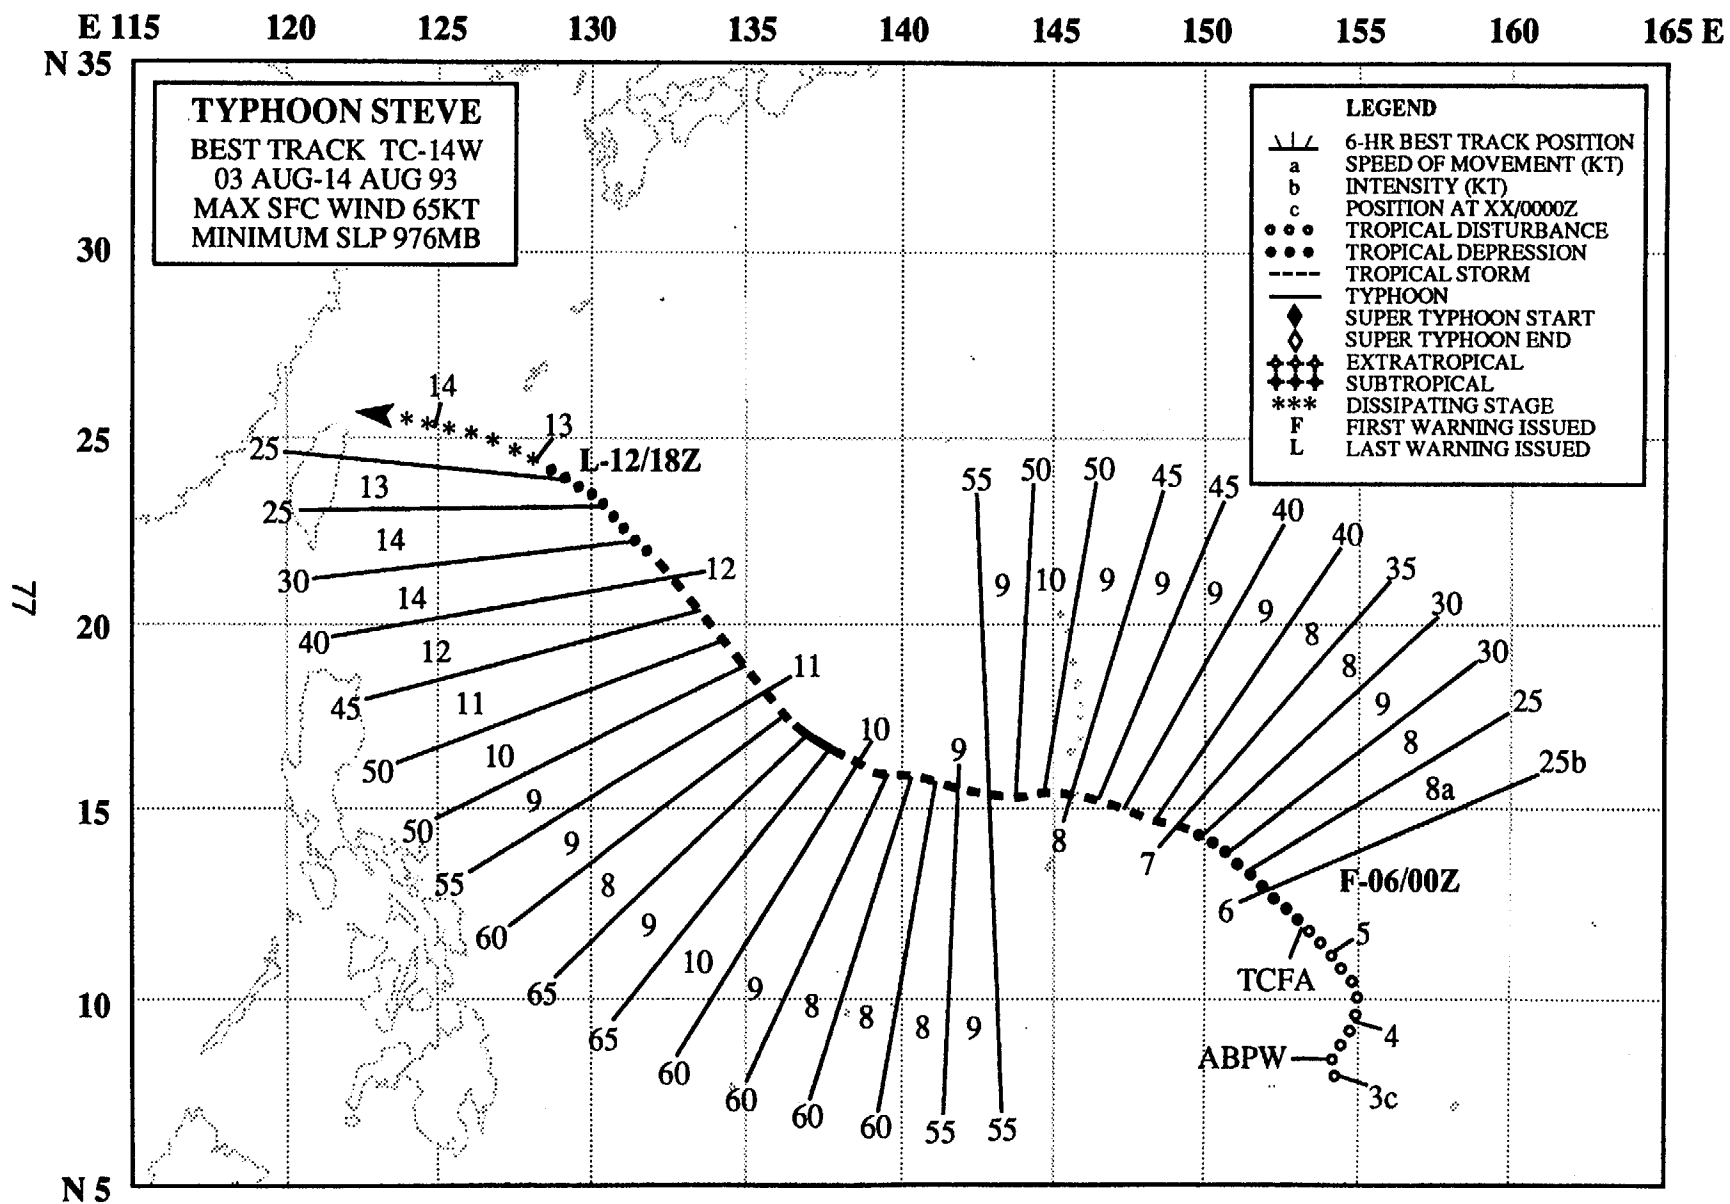 E 115 120 125 130 135 140 145 150 155 160 165 E
N 35
30
25
20
15
10
N 5
77
TYPHOON STEVE
BEST TRACK TC-14W
03 AUG-14 AUG 93
MAX SFC WIND 65KT
MINIMUM SLP 976MB
LEGEND
6-HR BEST TRACK POSITION
a SPEED OF MOVEMENT (KT)
b INTENSITY (KT)
c POSITION AT XX/0000Z
TROPICAL DISTURBANCE
TROPICAL DEPRESSION
TROPICAL STORM
TYPHOON
SUPER TYPHOON START
SUPER TYPHOON END
EXTRATROPICAL
SUBTROPICAL
*** DISSIPATING STAGE
F FIRST WARNING ISSUED
L LAST WARNING ISSUED
14
13
L-12/18Z
25
13
25
14
30
14
12
40
12
45
11
11
50
10
50
9
55
9
60
8
65
9
65
10
10
60
9
60
8
60
8
60
8
9
55
9
55
55
9
50
10
50
9
45
9
45
9
40
9
40
8
35
8
30
9
30
8
25
8a
25b
8
7
6
F-06/00Z
5
TCFA
4
ABPW
3c